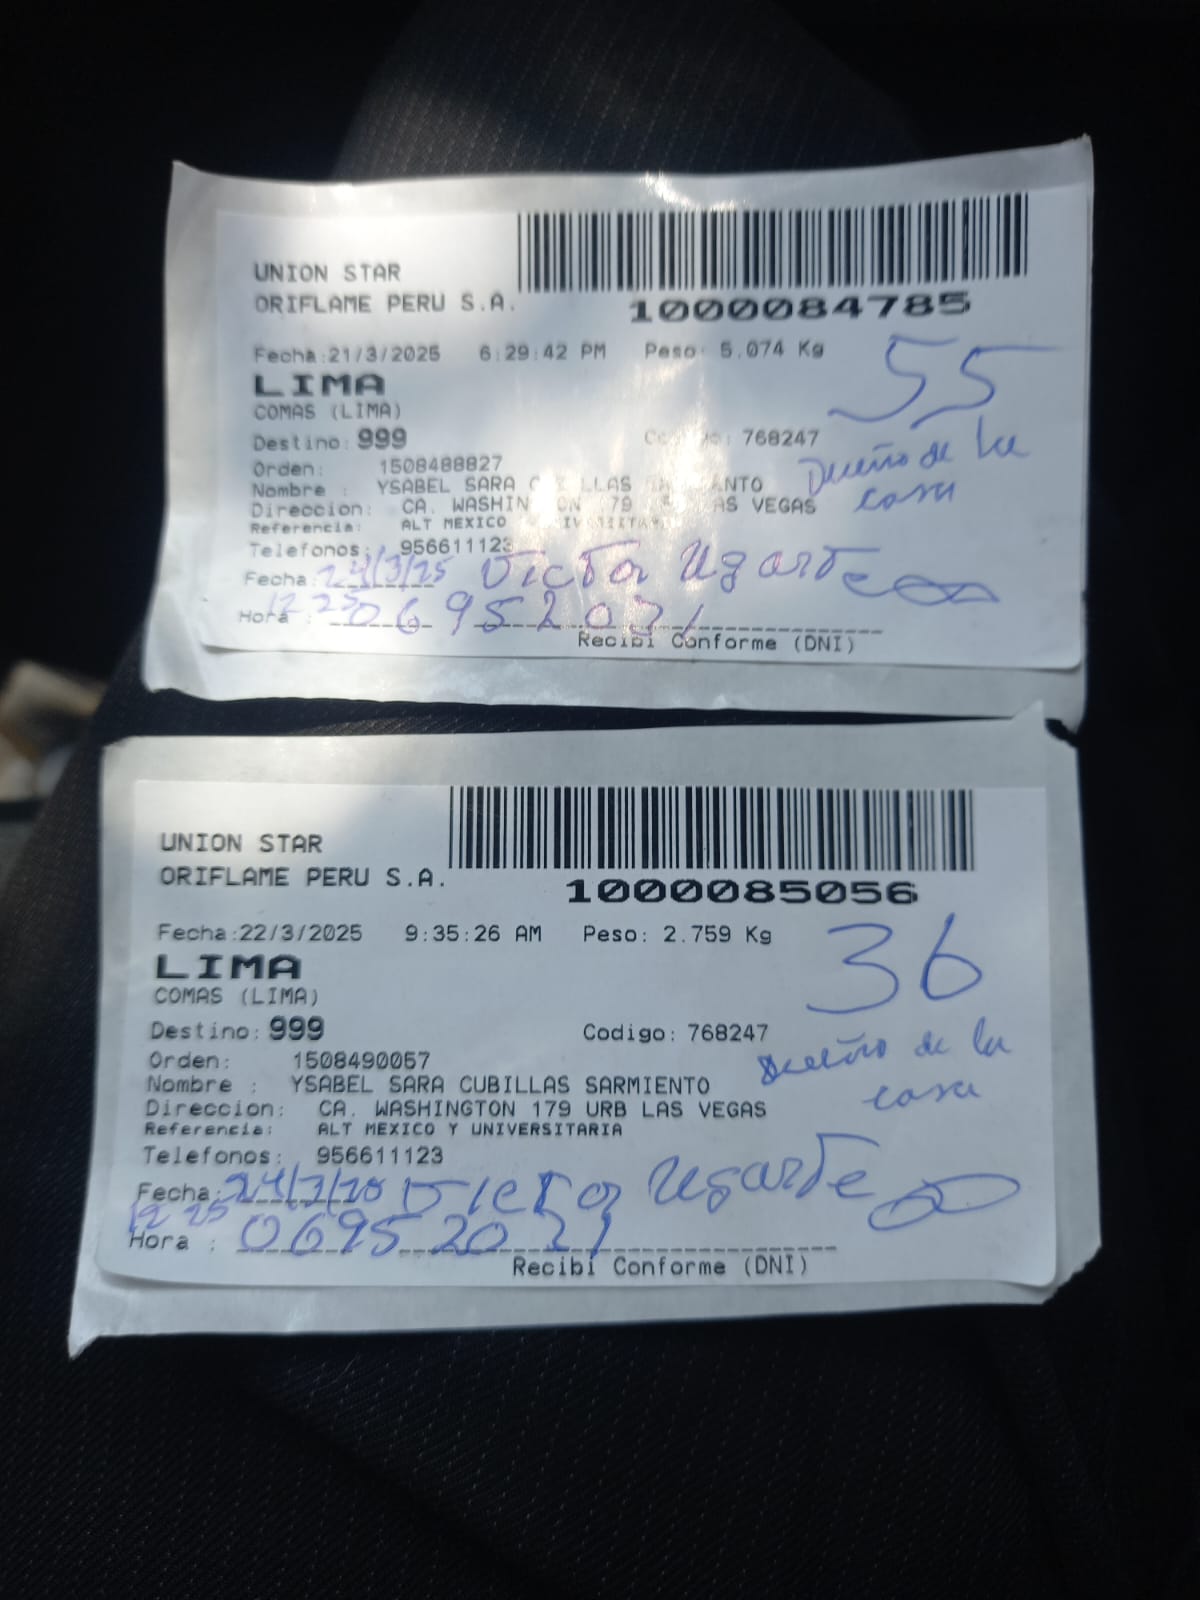 UNION STAR
ORIFLAME PERU S.A.
1000084785
Fecha:21/3/2025 6:29:42 PM Peso: 5.074 Kg
55
LIMA
COMAS (LIMA)
Destino: 999 : 768247
Dueño de la
casa
Orden: 1508488827
Nombre : YSABEL SARA
Direccion: CA. 179 VEGAS
Referencia: ALT MEXICO
Telefonos: 956611123
Fecha: 24/3/25 Victor Ugarte
Hora : 12 25 06952021
Recibi Conforme (DNI)
UNION STAR
ORIFLAME PERU S.A.
1000085056
Fecha:22/3/2025 9:35:26 AM Peso: 2.759 Kg
36
LIMA
COMAS (LIMA)
Destino: 999 Codigo: 768247
Dueño de la
casa
Orden: 1508490057
Nombre : YSABEL SARA CUBILLAS SARMIENTO
Direccion: CA. WASHINGTON 179 URB LAS VEGAS
Referencia: ALT MEXICO Y UNIVERSITARIA
Telefonos: 956611123
Fecha: Victor Ugarte
Hora : 12 25 06952021
Recibi Conforme (DNI)